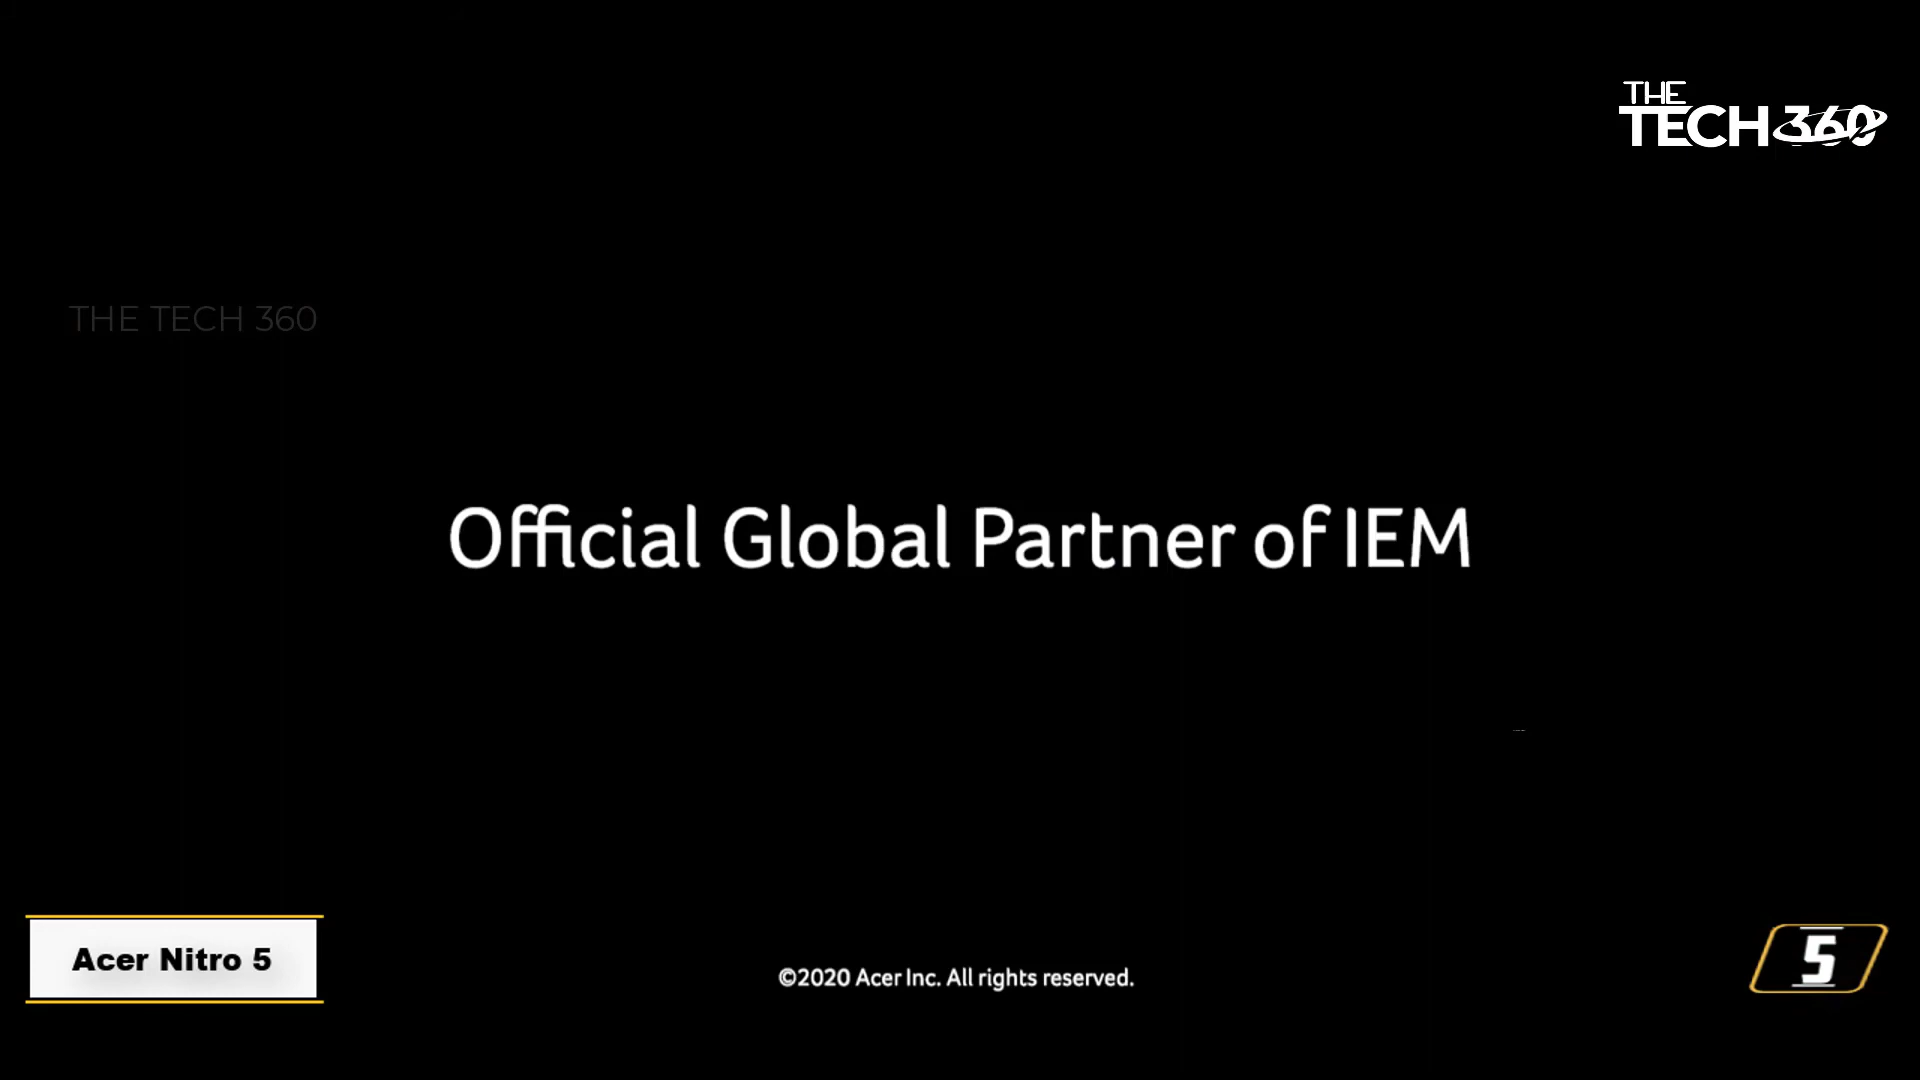 THE
TECH 360
THE TECH 360
Official Global Partner of IEM
Acer Nitro 5
©2020 Acer Inc. All rights reserved.
5